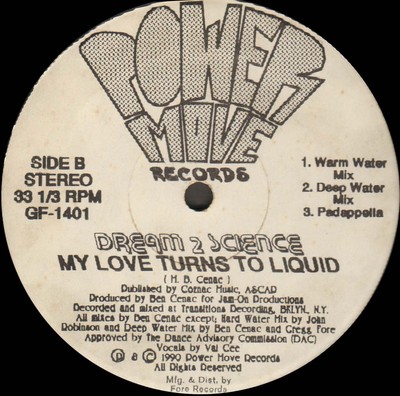 POWER
MOVE
RECORDS
SIDE B
STEREO
33 1/3 RPM
GF-1401
1. Warm Water
Mix
2. Deep Water
Mix
3. Padappella
DREAM 2 SCIENCE
MY LOVE TURNS TO LIQUID
( H. B. Cenac )
Published by Cornac Music, ASCAP
Produced by Ben Cenac for Jam-On Productions
Recorded and mixed at Transitions Recording, BKLYN, N.Y.
All mixes by Ben Cenac except; Hard Water Mix by John
Robinson and Deep Water Mix by Ben Cenac and Gregg Fore
Approved by The Dance Advisory Commission (DAC)
Vocals by Val Cee
℗ & © 1990 Power Move Records
All Rights Reserved
Mfg. & Dist. by
Fore Records